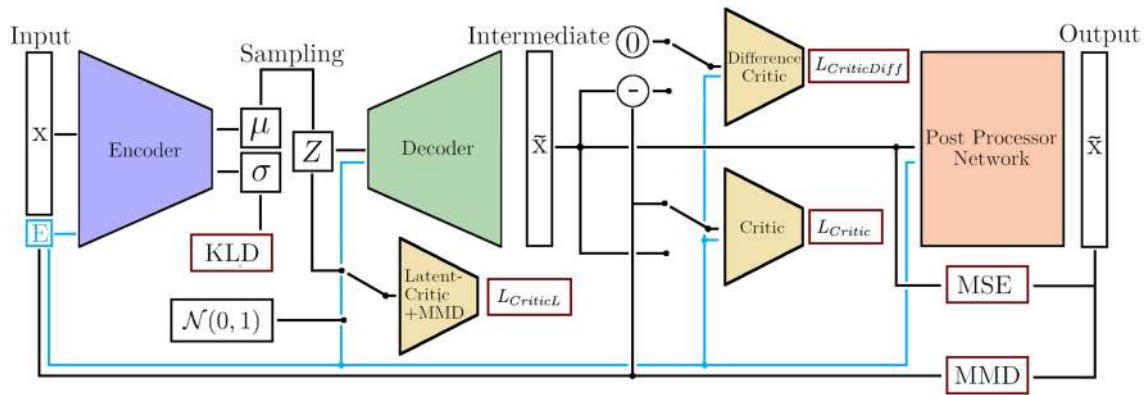 Input
Sampling
Intermediate
Output
x
E
Encoder
μ
σ
KLD
Z
N(0, 1)
Decoder
Latent-
Critic
+MMD
L_CriticL
x̃
0
-
Difference
Critic
L_CriticDiff
Critic
L_Critic
Post Processor
Network
x̃
MSE
MMD